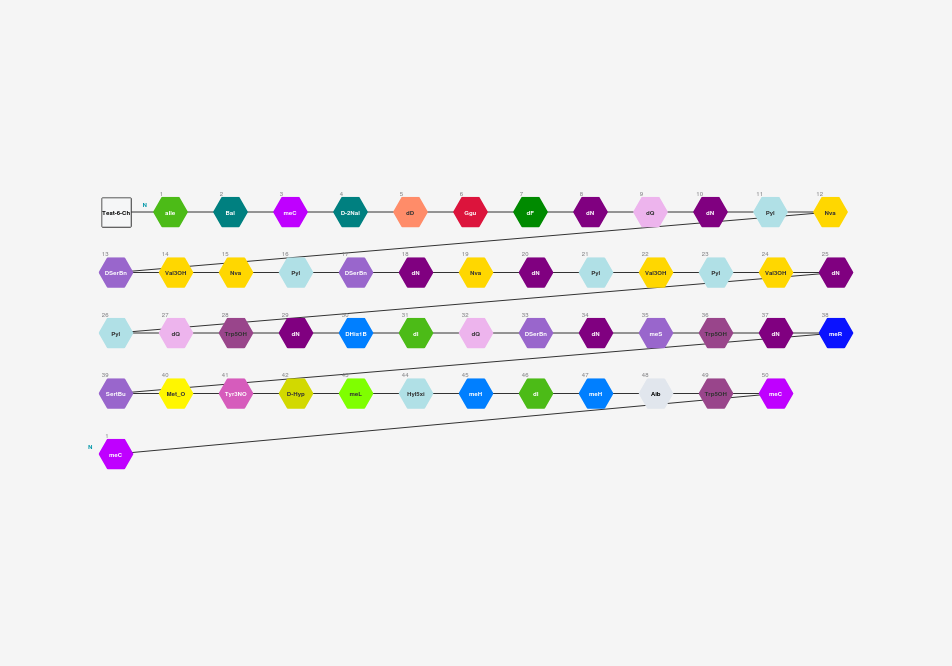 1 2 3 4 5 6 7 8 9 10 11 12
Test-6-Ch N aIle Bal meC D-2Nal dD Ggu dF dN dQ dN Pyl Nva
13 14 15 16 17 18 19 20 21 22 23 24 25
DSerBn Val3OH Nva Pyl DSerBn dN Nva dN Pyl Val3OH Pyl Val3OH dN
26 27 28 29 30 31 32 33 34 35 36 37 38
Pyl dQ Trp5OH dN DHis1B dI dQ DSerBn dN meS Trp5OH dN meR
39 40 41 42 43 44 45 46 47 48 49 50
SertBu Met_O Tyr3NO D-Hyp meL Hyl5xi meH dI meH Aib Trp5OH meC
1
N meC